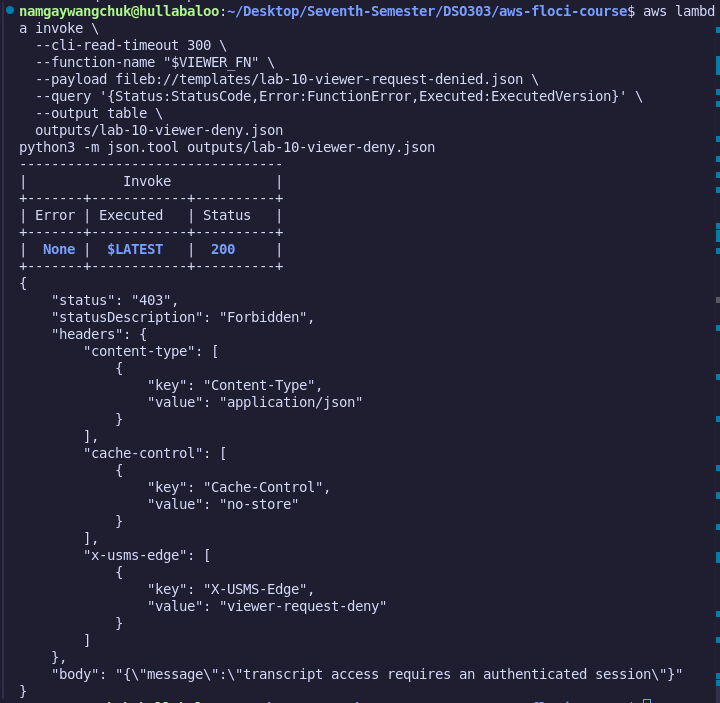 namgaywangchuk@hullabaloo:~/Desktop/Seventh-Semester/DSO303/aws-floci-course$ aws lambd
a invoke \
  --cli-read-timeout 300 \
  --function-name "$VIEWER_FN" \
  --payload fileb://templates/lab-10-viewer-request-denied.json \
  --query '{Status:StatusCode,Error:FunctionError,Executed:ExecutedVersion}' \
  --output table \
  outputs/lab-10-viewer-deny.json
python3 -m json.tool outputs/lab-10-viewer-deny.json
--------------------------------
|            Invoke            |
+-------+------------+----------+
| Error | Executed   | Status   |
+-------+------------+----------+
|  None |  $LATEST   |  200     |
+-------+------------+----------+
{
    "status": "403",
    "statusDescription": "Forbidden",
    "headers": {
        "content-type": [
            {
                "key": "Content-Type",
                "value": "application/json"
            }
        ],
        "cache-control": [
            {
                "key": "Cache-Control",
                "value": "no-store"
            }
        ],
        "x-usms-edge": [
            {
                "key": "X-USMS-Edge",
                "value": "viewer-request-deny"
            }
        ]
    },
    "body": "{\"message\":\"transcript access requires an authenticated session\"}"
}